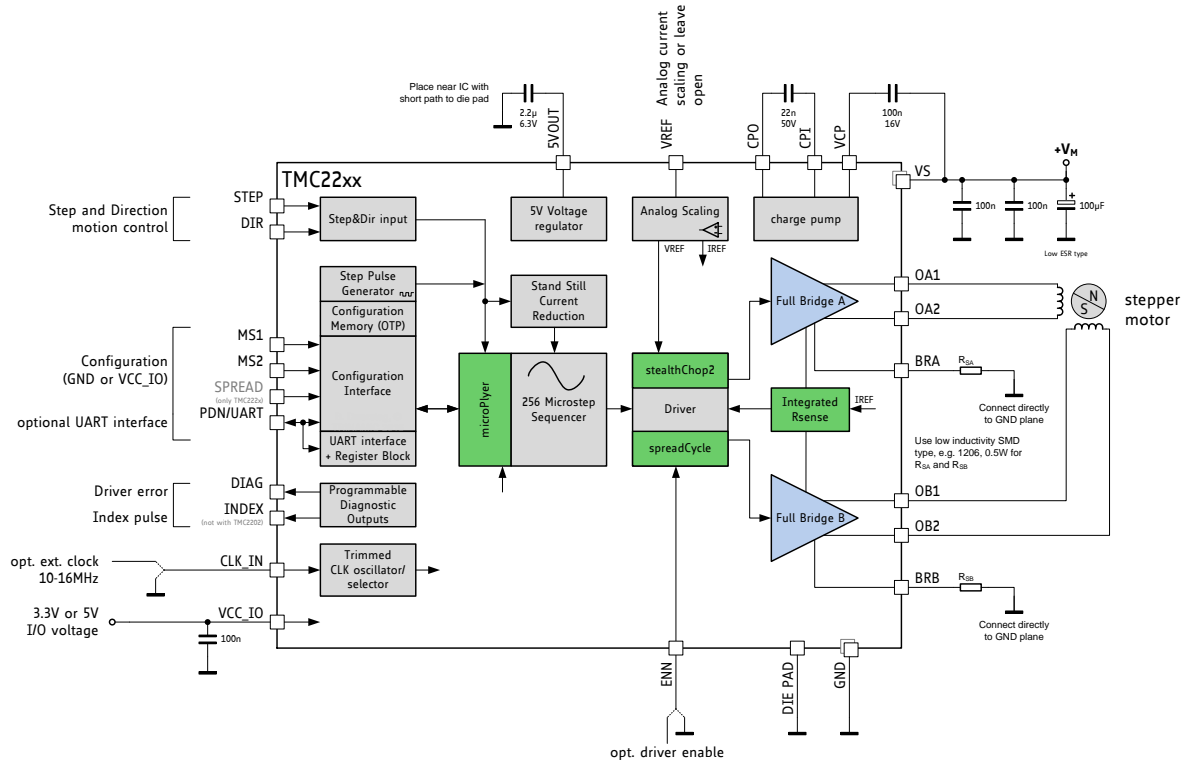 Analog current
scaling or leave
open
Place near IC with
short path to die pad
2.2µ
6.3V
5VOUT
VREF
CPO
22n
50V
CPI
VCP
100n
16V
+VM
VS
100n
100n
+
100µF
Low ESR type
TMC22xx
Step and Direction
motion control
STEP
DIR
Step&Dir input
5V Voltage
regulator
Analog Scaling
VREF
IREF
charge pump
Step Pulse
Generator
Configuration
Memory (OTP)
Stand Still
Current
Reduction
Full Bridge A
OA1
OA2
N
S
stepper
motor
Configuration
(GND or VCC_IO)
optional UART interface
MS1
MS2
SPREAD
(only TMC222x)
PDN/UART
Configuration
Interface
UART interface
+ Register Block
microPlyer
256 Microstep
Sequencer
stealthChop2
Driver
spreadCycle
Integrated
Rsense
IREF
BRA
RSA
Connect directly
to GND plane
Use low inductivity SMD
type, e.g. 1206, 0.5W for
RSA and RSB
Driver error
Index pulse
DIAG
INDEX
(not with TMC2202)
Programmable
Diagnostic
Outputs
Full Bridge B
OB1
OB2
opt. ext. clock
10-16MHz
CLK_IN
Trimmed
CLK oscillator/
selector
BRB
RSB
Connect directly
to GND plane
3.3V or 5V
I/O voltage
VCC_IO
100n
ENN
DIE PAD
GND
opt. driver enable